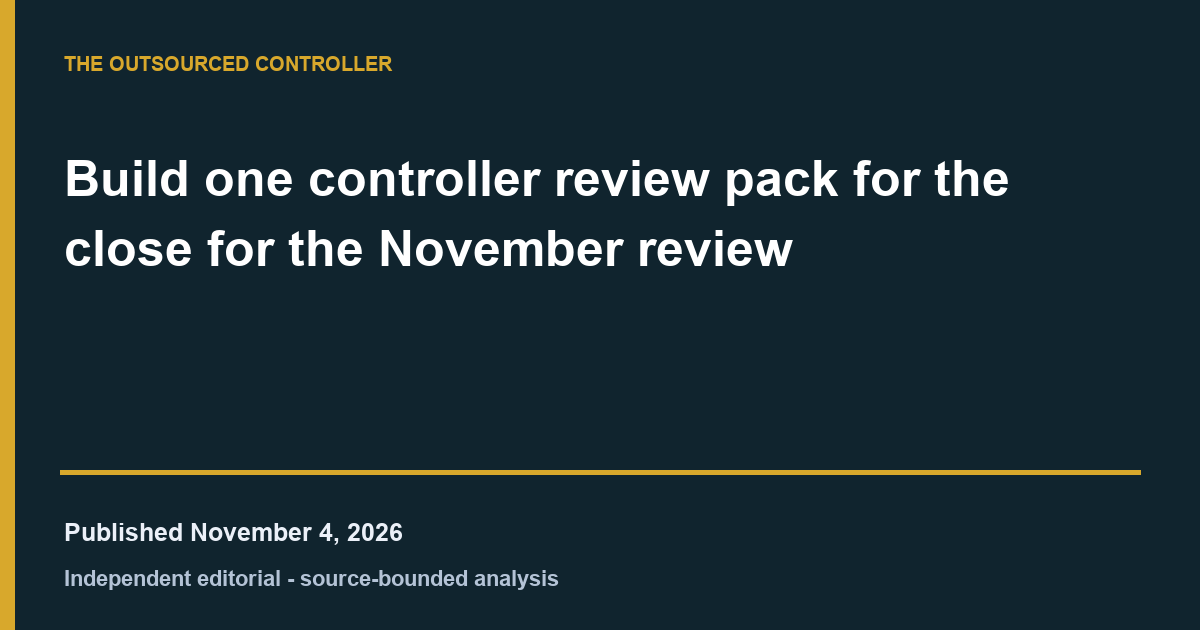 THE OUTSOURCED CONTROLLER
Build one controller review pack for the
close for the November review
Published November 4, 2026
Independent editorial - source-bounded analysis